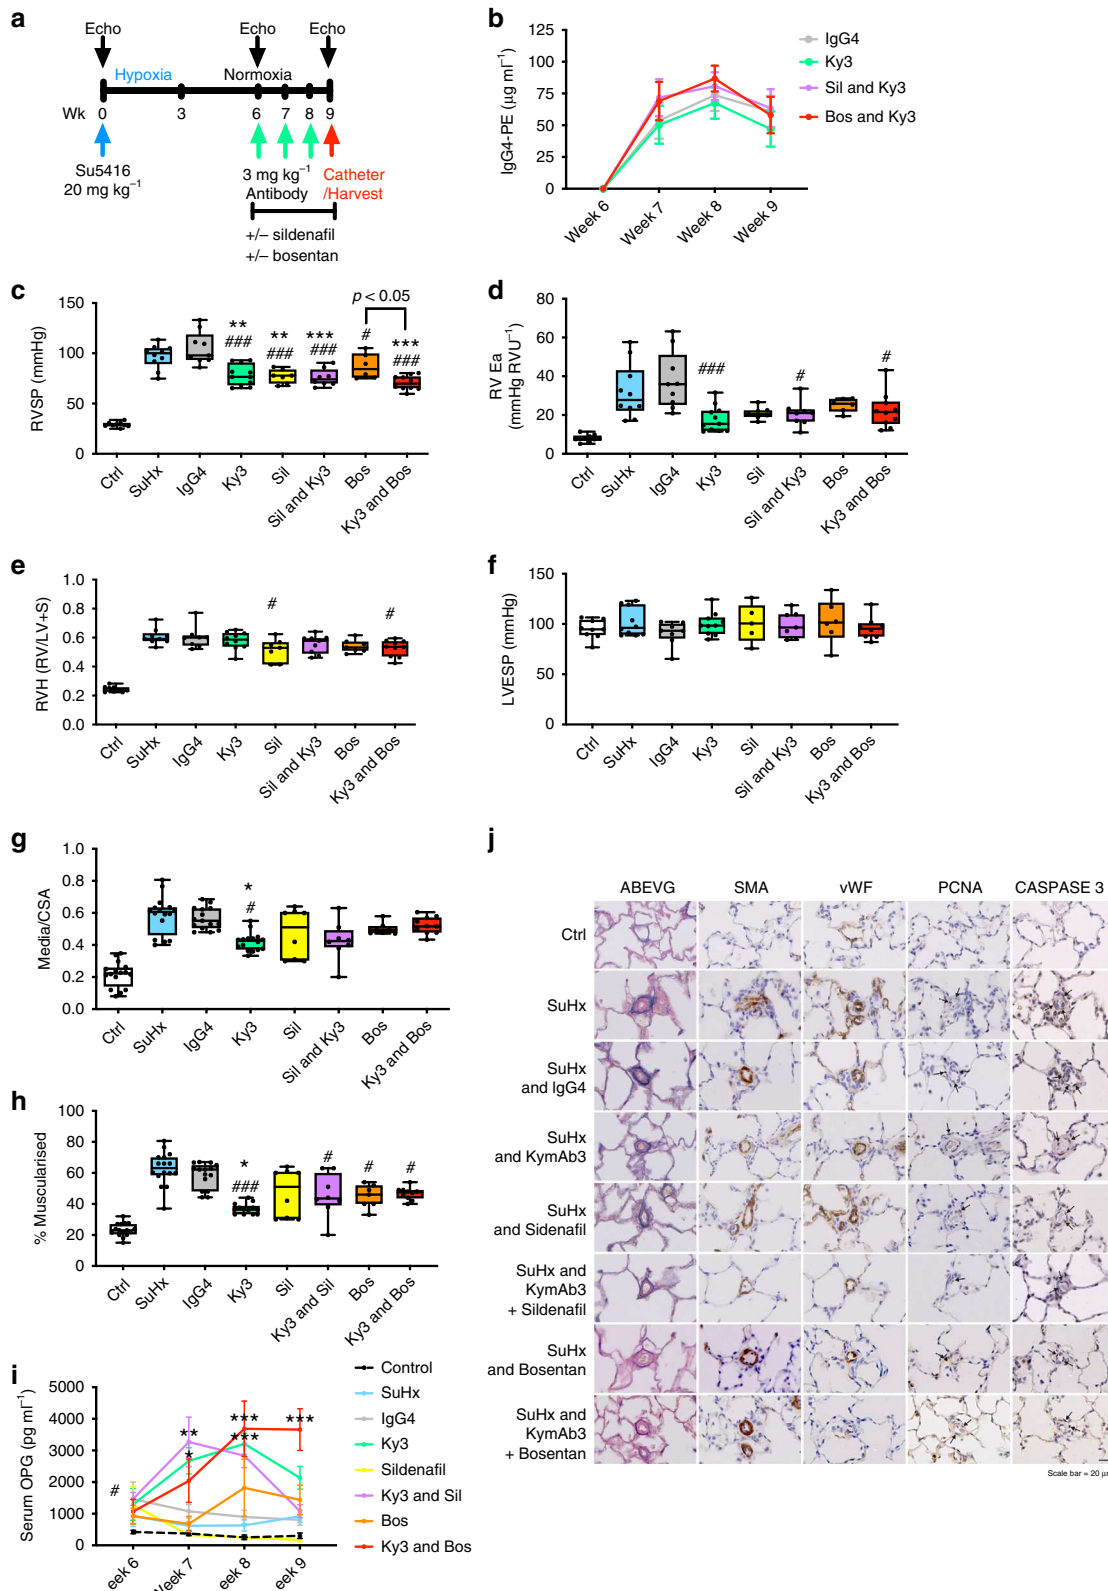 a
Echo Echo Echo
Hypoxia Normoxia
Wk 0 3 6 7 8 9
Su5416
20 mg kg–1
3 mg kg–1
Antibody
Catheter
/Harvest
+/– sildenafil
+/– bosentan
b
IgG4-PE (µg ml–1)
125
100
75
50
25
0
Week 6 Week 7 Week 8 Week 9
IgG4
Ky3
Sil and Ky3
Bos and Ky3
c
RVSP (mmHg)
150
100
50
0
** ###
** ###
*** ###
#
*** ###
p < 0.05
Ctrl SuHx IgG4 Ky3 Sil Sil and Ky3 Bos Ky3 and Bos
d
RV Ea
(mmHg RVU–1)
80
60
40
20
0
### # #
Ctrl SuHx IgG4 Ky3 Sil Sil and Ky3 Bos Ky3 and Bos
e
RVH (RV/LV+S)
1.0
0.8
0.6
0.4
0.2
0.0
# #
Ctrl SuHx IgG4 Ky3 Sil Sil and Ky3 Bos Ky3 and Bos
f
LVESP (mmHg)
150
100
50
0
Ctrl SuHx IgG4 Ky3 Sil Sil and Ky3 Bos Ky3 and Bos
g
Media/CSA
1.0
0.8
0.6
0.4
0.2
0.0
*
#
Ctrl SuHx IgG4 Ky3 Sil Sil and Ky3 Bos Ky3 and Bos
h
% Muscularised
100
80
60
40
20
0
*
###
# # #
Ctrl SuHx IgG4 Ky3 Sil Ky3 and Sil Bos Ky3 and Bos
i
Serum OPG (pg ml–1)
5000
4000
3000
2000
1000
0
#
**
*
***
***
***
eek 6 Week 7 eek 8 eek 9
Control
SuHx
IgG4
Ky3
Sildenafil
Ky3 and Sil
Bos
Ky3 and Bos
j
ABEVG SMA vWF PCNA CASPASE 3
Ctrl
SuHx
SuHx
and IgG4
SuHx
and KymAb3
SuHx
and Sidenafil
SuHx and
KymAb3
+ Sildenafil
SuHx
and Bosentan
SuHx and
KymAb3
+ Bosentan
Scale bar = 20 µ